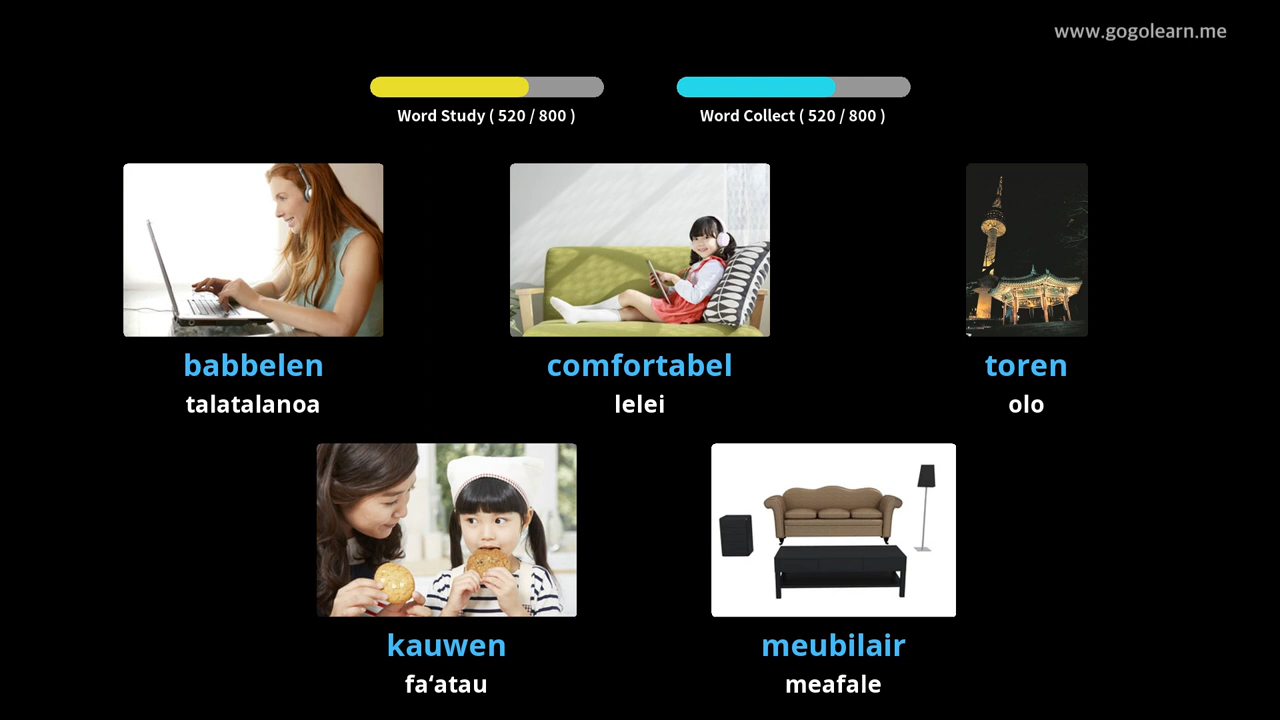 www.gogolearn.me
Word Study ( 520 / 800 )
Word Collect ( 520 / 800 )
babbelen
talatalanoa
comfortabel
lelei
toren
olo
kauwen
fa‘atau
meubilair
meafale